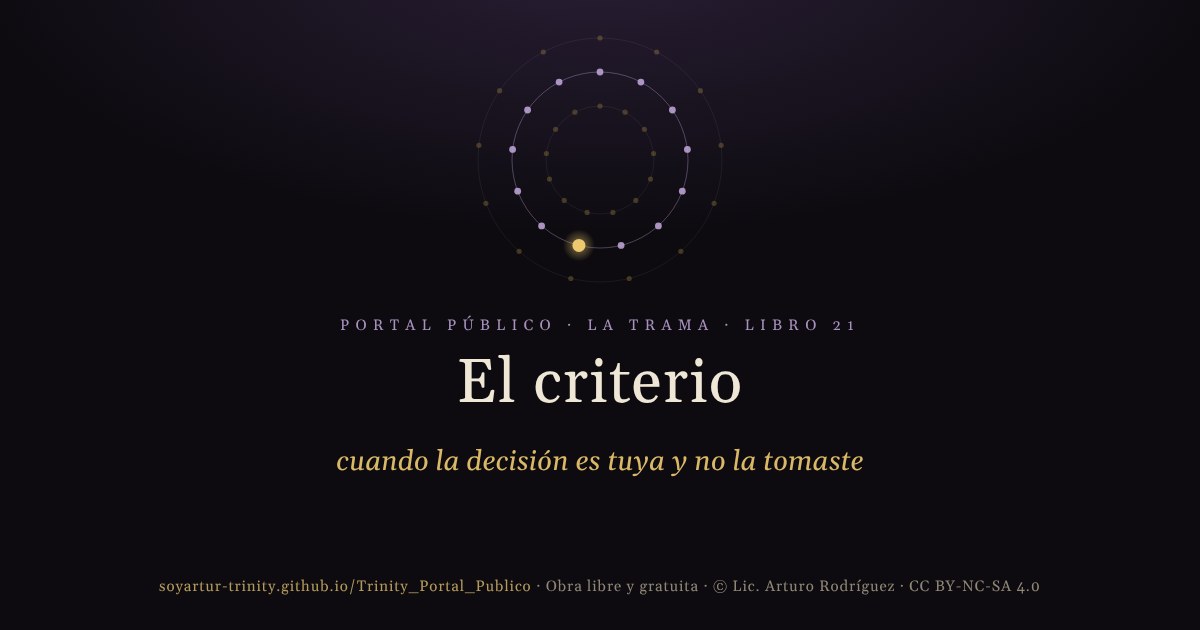 PORTAL PÚBLICO · LA TRAMA · LIBRO 21
El criterio
cuando la decisión es tuya y no la tomaste
soyartur-trinity.github.io/Trinity_Portal_Publico · Obra libre y gratuita · © Lic. Arturo Rodríguez · CC BY-NC-SA 4.0